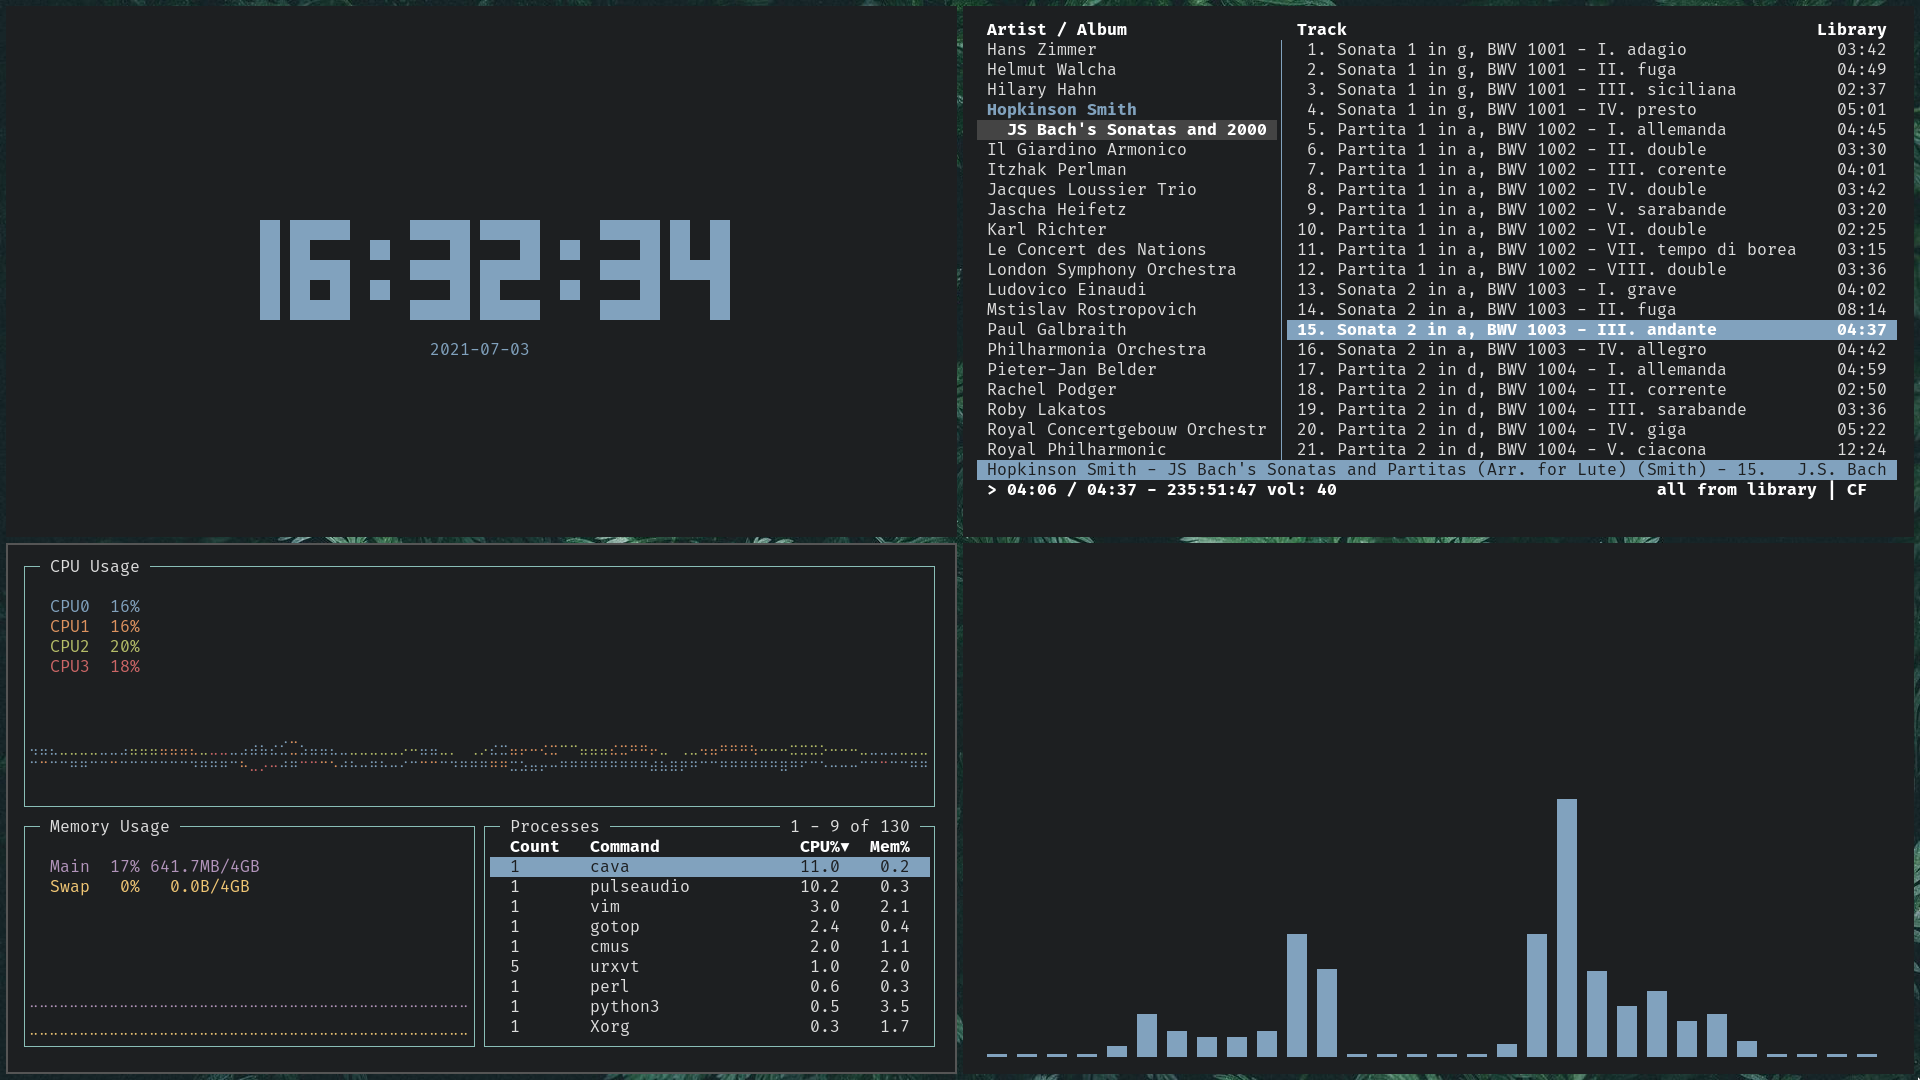 16:32:34
2021-07-03
Artist / Album Track Library
Hans Zimmer 1. Sonata 1 in g, BWV 1001 - I. adagio 03:42
Helmut Walcha 2. Sonata 1 in g, BWV 1001 - II. fuga 04:49
Hilary Hahn 3. Sonata 1 in g, BWV 1001 - III. siciliana 02:37
Hopkinson Smith 4. Sonata 1 in g, BWV 1001 - IV. presto 05:01
JS Bach's Sonatas and 2000 5. Partita 1 in a, BWV 1002 - I. allemanda 04:45
Il Giardino Armonico 6. Partita 1 in a, BWV 1002 - II. double 03:30
Itzhak Perlman 7. Partita 1 in a, BWV 1002 - III. corente 04:01
Jacques Loussier Trio 8. Partita 1 in a, BWV 1002 - IV. double 03:42
Jascha Heifetz 9. Partita 1 in a, BWV 1002 - V. sarabande 03:20
Karl Richter 10. Partita 1 in a, BWV 1002 - VI. double 02:25
Le Concert des Nations 11. Partita 1 in a, BWV 1002 - VII. tempo di borea 03:15
London Symphony Orchestra 12. Partita 1 in a, BWV 1002 - VIII. double 03:36
Ludovico Einaudi 13. Sonata 2 in a, BWV 1003 - I. grave 04:02
Mstislav Rostropovich 14. Sonata 2 in a, BWV 1003 - II. fuga 08:14
Paul Galbraith 15. Sonata 2 in a, BWV 1003 - III. andante 04:37
Philharmonia Orchestra 16. Sonata 2 in a, BWV 1003 - IV. allegro 04:42
Pieter-Jan Belder 17. Partita 2 in d, BWV 1004 - I. allemanda 04:59
Rachel Podger 18. Partita 2 in d, BWV 1004 - II. corrente 02:50
Roby Lakatos 19. Partita 2 in d, BWV 1004 - III. sarabande 03:36
Royal Concertgebouw Orchestr 20. Partita 2 in d, BWV 1004 - IV. giga 05:22
Royal Philharmonic 21. Partita 2 in d, BWV 1004 - V. ciacona 12:24
Hopkinson Smith - JS Bach's Sonatas and Partitas (Arr. for Lute) (Smith) - 15. J.S. Bach
> 04:06 / 04:37 - 235:51:47 vol: 40 all from library | CF
CPU Usage
CPU0 16%
CPU1 16%
CPU2 20%
CPU3 18%
Memory Usage
Main 17% 641.7MB/4GB
Swap 0% 0.0B/4GB
Processes 1 - 9 of 130
Count Command CPU%▼ Mem%
1 cava 11.0 0.2
1 pulseaudio 10.2 0.3
1 vim 3.0 2.1
1 gotop 2.4 0.4
1 cmus 2.0 1.1
5 urxvt 1.0 2.0
1 perl 0.6 0.3
1 python3 0.5 3.5
1 Xorg 0.3 1.7